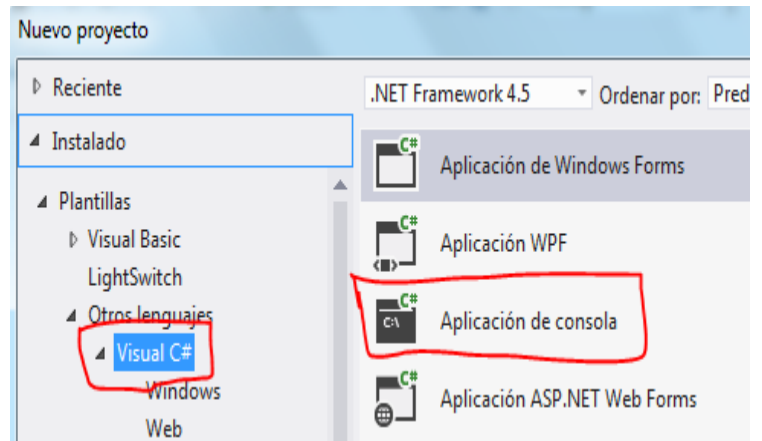 Nuevo proyecto
Reciente
Instalado
Plantillas
Visual Basic
LightSwitch
Otros lenguajes
Visual C#
Windows
Web
.NET Framework 4.5
Ordenar por: Pred
C#
Aplicación de Windows Forms
C#
Aplicación WPF
C#
C:\
Aplicación de consola
C#
Aplicación ASP.NET Web Forms